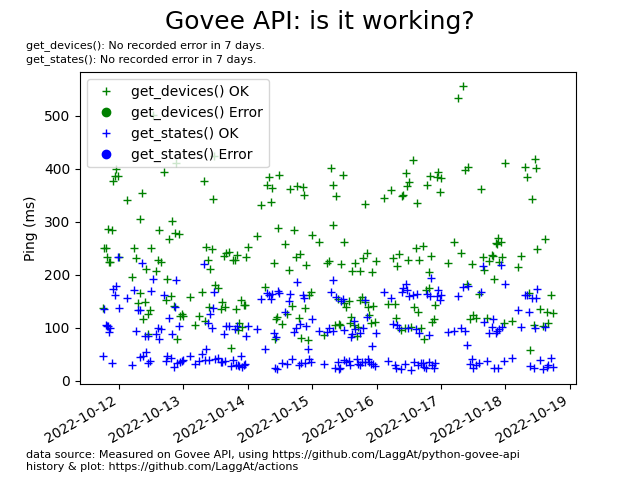 Govee API: is it working?
get_devices(): No recorded error in 7 days.
get_states(): No recorded error in 7 days.
get_devices() OK
get_devices() Error
get_states() OK
get_states() Error
Ping (ms)
500
400
300
200
100
0
2022-10-12
2022-10-13
2022-10-14
2022-10-15
2022-10-16
2022-10-17
2022-10-18
2022-10-19
data source: Measured on Govee API, using https://github.com/LaggAt/python-govee-api
history & plot: https://github.com/LaggAt/actions